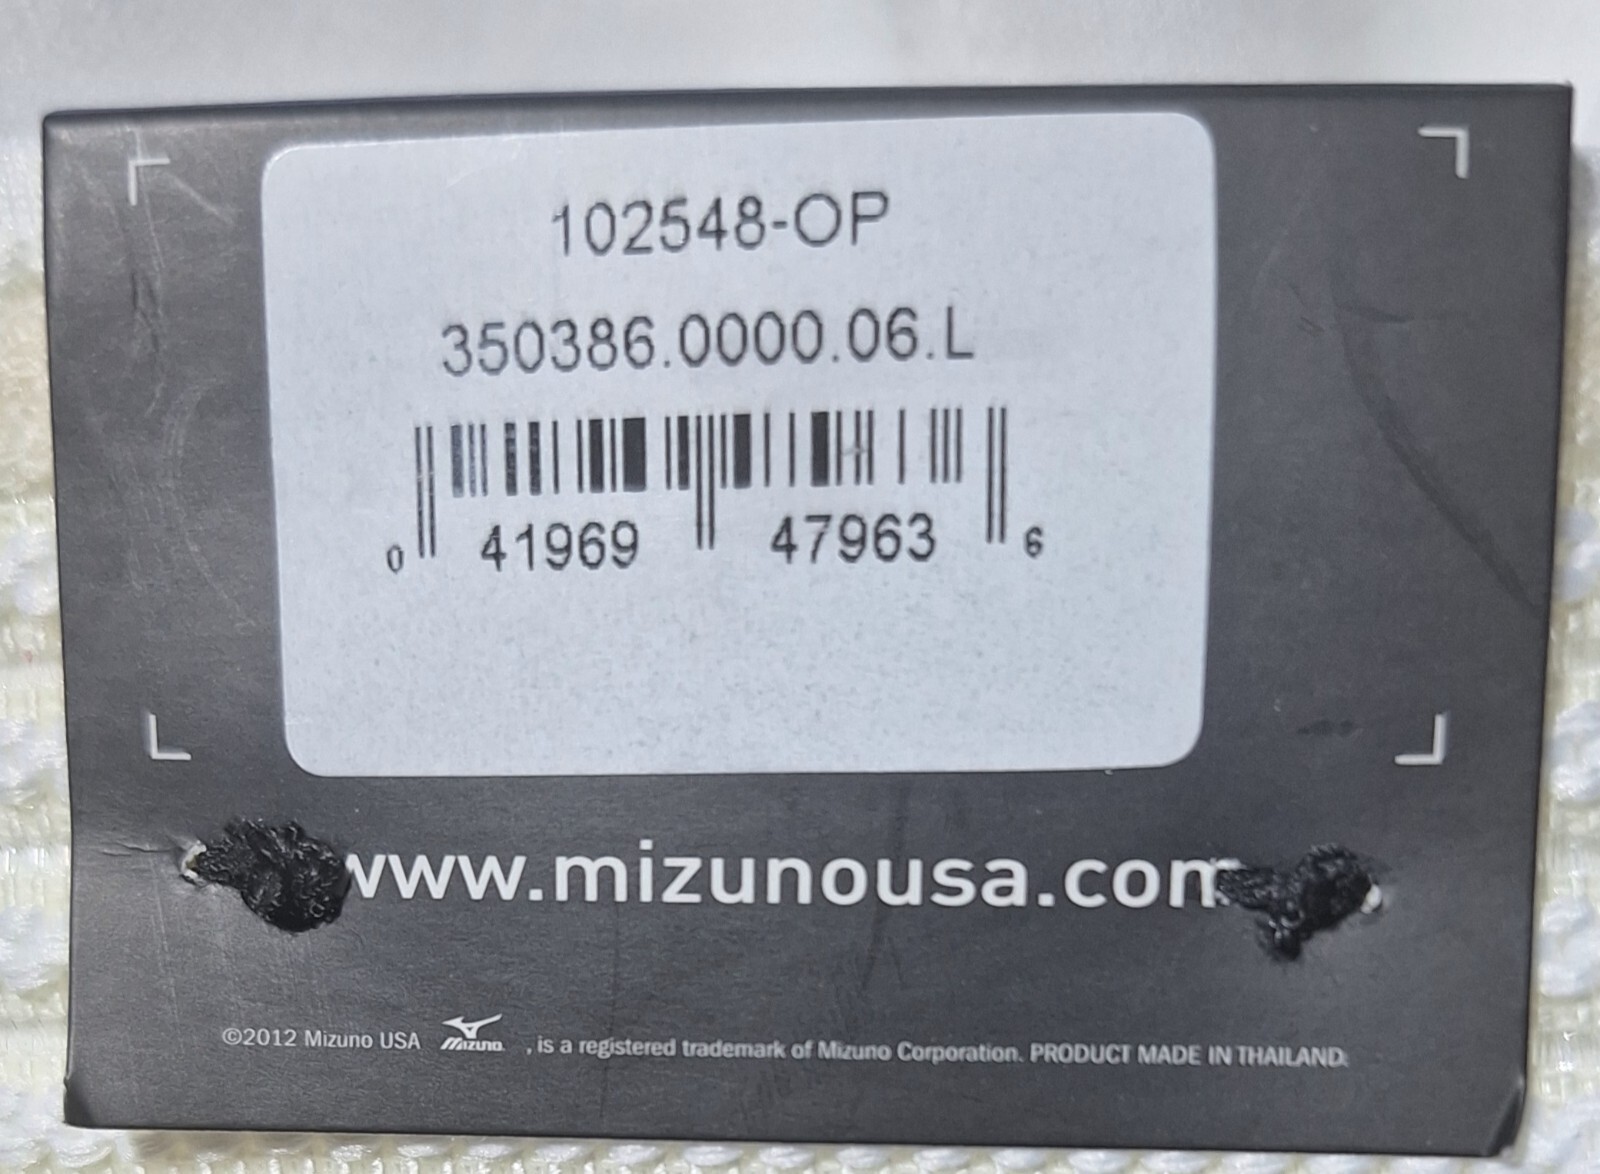 102548-OP
350386.0000.06.L
0 41969 47963 6
www.mizunousa.com
©2012 Mizuno USA MIZUNO , is a registered trademark of Mizuno Corporation. PRODUCT MADE IN THAILAND.